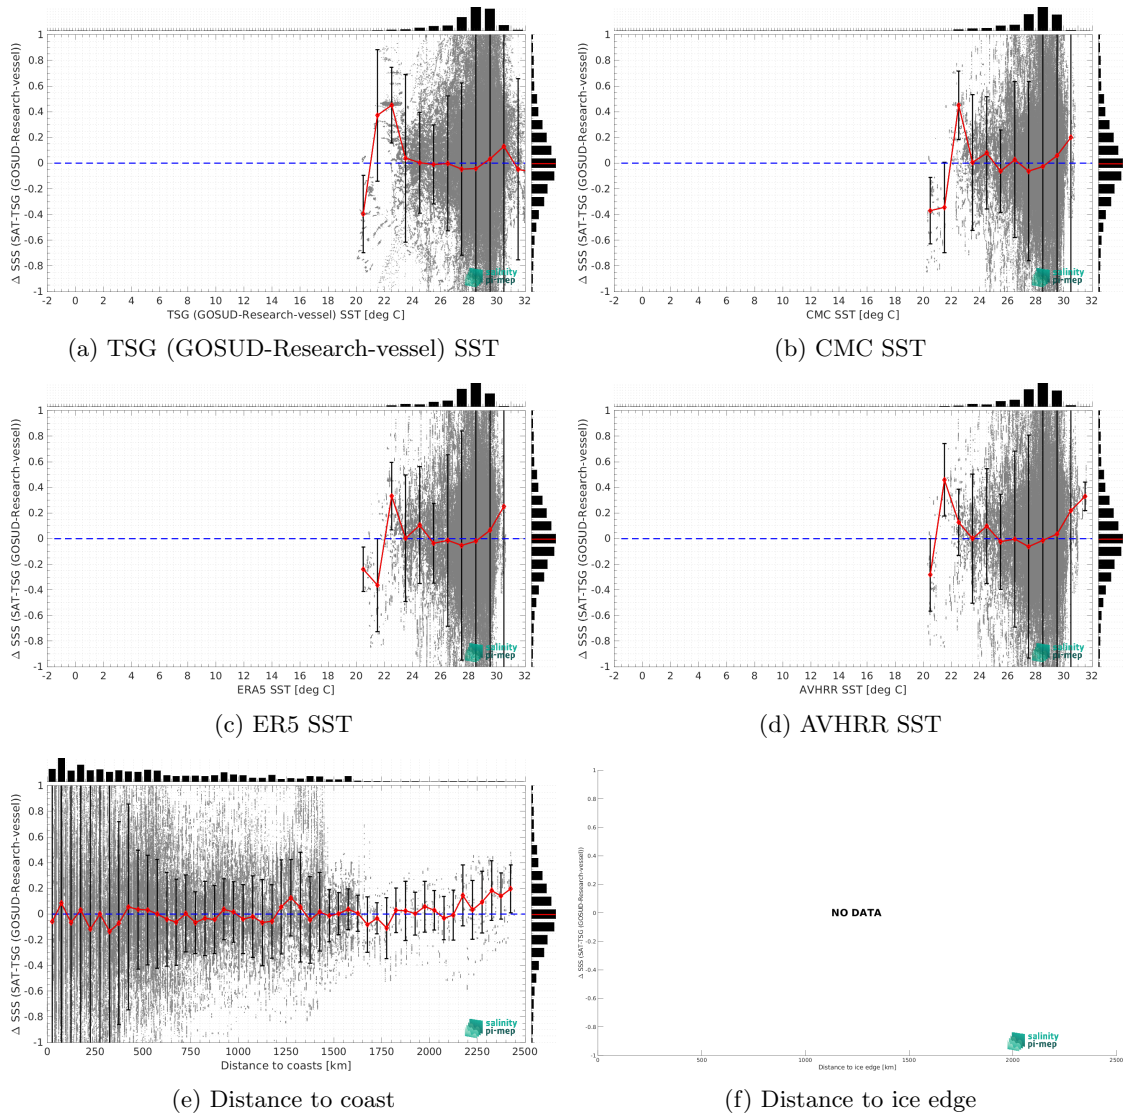 Δ SSS (SAT-TSG (GOSUD-Research-vessel))
1
0.8
0.6
0.4
0.2
0
-0.2
-0.4
-0.6
-0.8
-1
-2 0 2 4 6 8 10 12 14 16 18 20 22 24 26 28 30 32
TSG (GOSUD-Research-vessel) SST [deg C]
salinity
pi-mep
(a) TSG (GOSUD-Research-vessel) SST
Δ SSS (SAT-TSG (GOSUD-Research-vessel))
1
0.8
0.6
0.4
0.2
0
-0.2
-0.4
-0.6
-0.8
-1
-2 0 2 4 6 8 10 12 14 16 18 20 22 24 26 28 30 32
CMC SST [deg C]
salinity
pi-mep
(b) CMC SST
Δ SSS (SAT-TSG (GOSUD-Research-vessel))
1
0.8
0.6
0.4
0.2
0
-0.2
-0.4
-0.6
-0.8
-1
-2 0 2 4 6 8 10 12 14 16 18 20 22 24 26 28 30 32
ERA5 SST [deg C]
salinity
pi-mep
(c) ER5 SST
Δ SSS (SAT-TSG (GOSUD-Research-vessel))
1
0.8
0.6
0.4
0.2
0
-0.2
-0.4
-0.6
-0.8
-1
-2 0 2 4 6 8 10 12 14 16 18 20 22 24 26 28 30 32
AVHRR SST [deg C]
salinity
pi-mep
(d) AVHRR SST
Δ SSS (SAT-TSG (GOSUD-Research-vessel))
1
0.8
0.6
0.4
0.2
0
-0.2
-0.4
-0.6
-0.8
-1
0 250 500 750 1000 1250 1500 1750 2000 2250 2500
Distance to coasts [km]
salinity
pi-mep
(e) Distance to coast
Δ SSS (SAT-TSG (GOSUD-Research-vessel))
1
0.8
0.6
0.4
0.2
0
-0.2
-0.4
-0.6
-0.8
-1
NO DATA
0 500 1000 1500 2000 2500
Distance to ice edge [km]
salinity
pi-mep
(f) Distance to ice edge